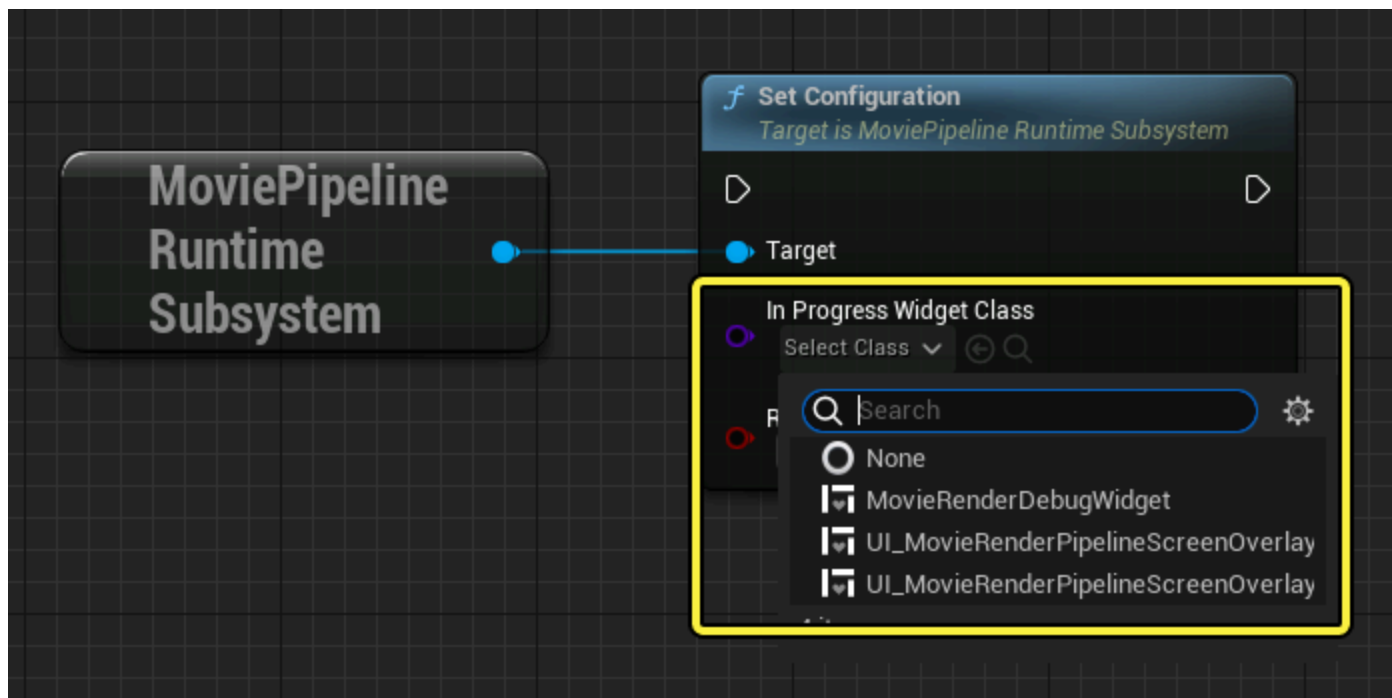 Set Configuration
Target is MoviePipeline Runtime Subsystem
MoviePipeline
Runtime
Subsystem
Target
In Progress Widget Class
Select Class
R
Search
None
MovieRenderDebugWidget
UI_MovieRenderPipelineScreenOverlay
UI_MovieRenderPipelineScreenOverlay